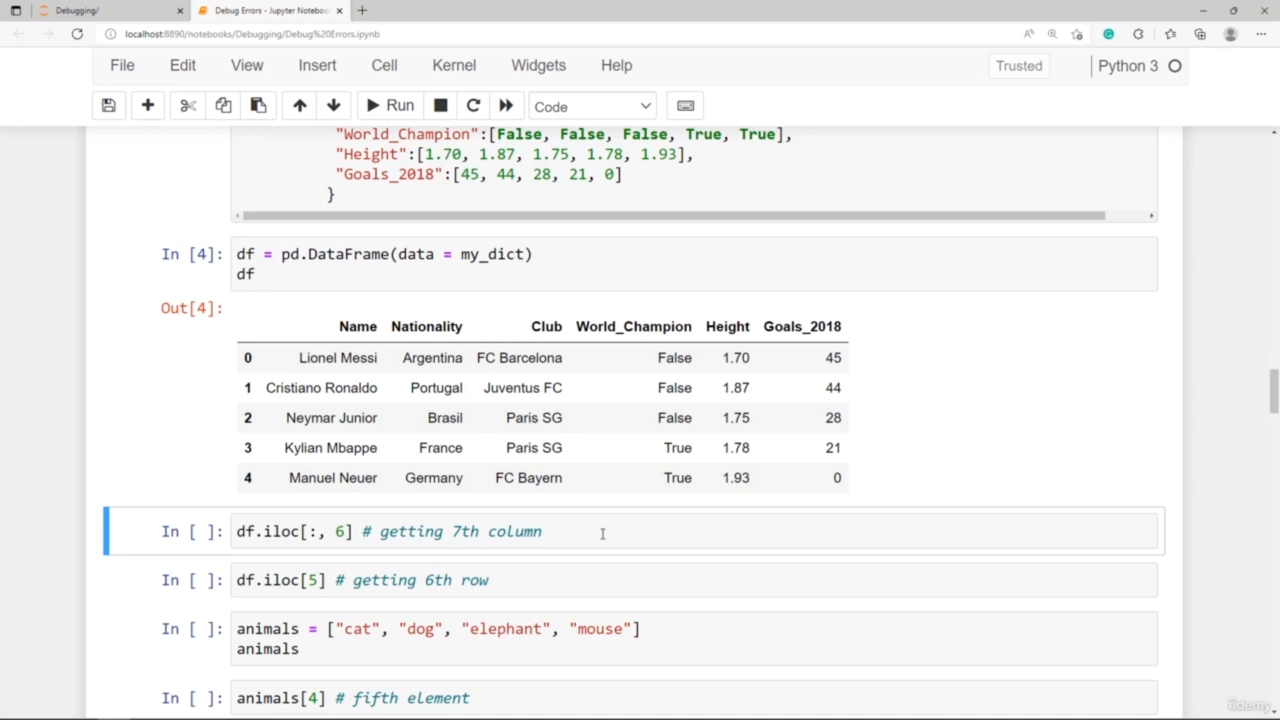 Debugging/
Debug Errors - Jupyter Noteboo
localhost:8890/notebooks/Debugging/Debug%20Errors.ipynb
File Edit View Insert Cell Kernel Widgets Help Trusted Python 3
Run Code
"World_Champion":[False, False, False, True, True],
"Height":[1.70, 1.87, 1.75, 1.78, 1.93],
"Goals_2018":[45, 44, 28, 21, 0]
}
In [4]: df = pd.DataFrame(data = my_dict)
df
Out[4]:
Name Nationality Club World_Champion Height Goals_2018
0 Lionel Messi Argentina FC Barcelona False 1.70 45
1 Cristiano Ronaldo Portugal Juventus FC False 1.87 44
2 Neymar Junior Brasil Paris SG False 1.75 28
3 Kylian Mbappe France Paris SG True 1.78 21
4 Manuel Neuer Germany FC Bayern True 1.93 0
In [ ]: df.iloc[:, 6] # getting 7th column
In [ ]: df.iloc[5] # getting 6th row
In [ ]: animals = ["cat", "dog", "elephant", "mouse"]
animals
In [ ]: animals[4] # fifth element
Udemy